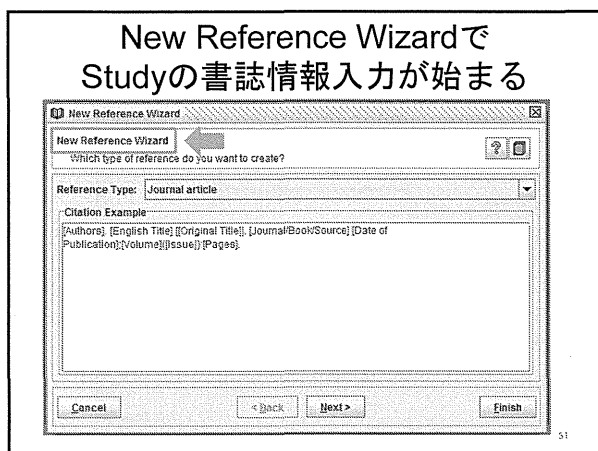 New Reference Wizardで
Studyの書誌情報入力が始まる
New Reference Wizard
New Reference Wizard
Which type of reference do you want to create?
Reference Type: Journal article
Citation Example
[Authors]. [English Title] [[Original Title]]. [Journal/Book/Source] [Date of
Publication];[Volume]([Issue]):[Pages].
Cancel
< Back
Next >
Finish
51